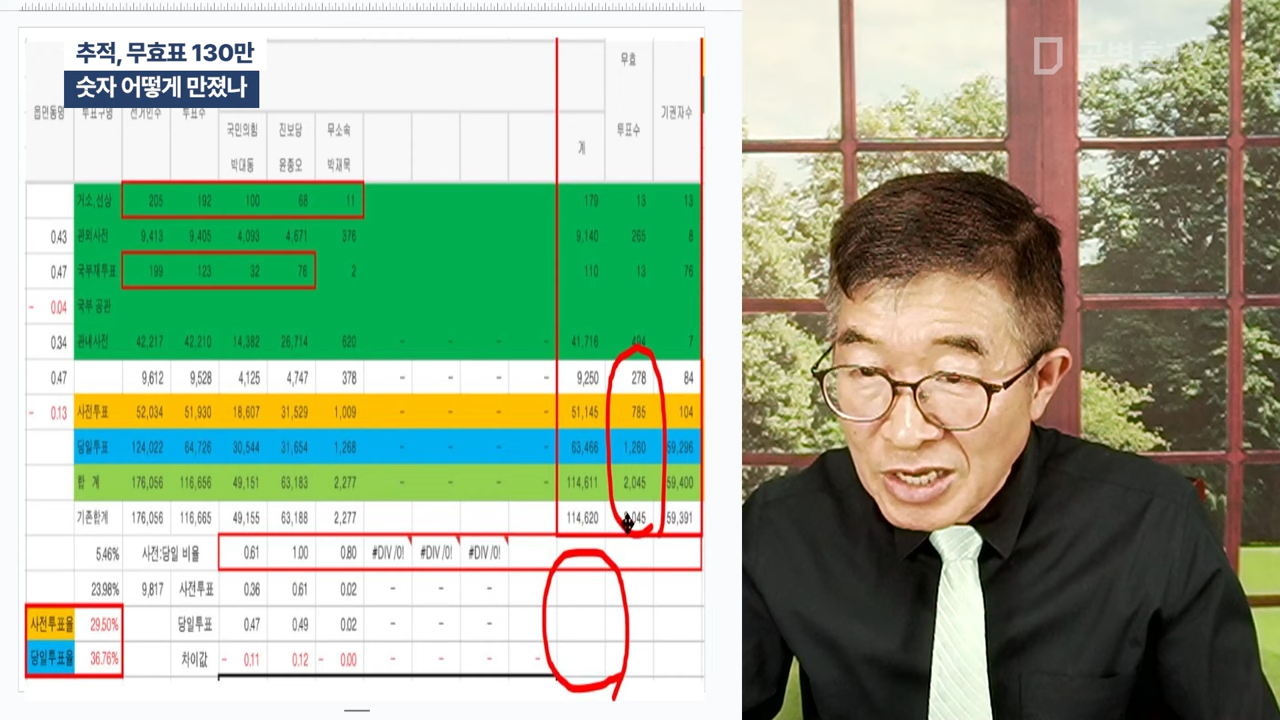 추적, 무효표 130만
숫자 어떻게 만졌나
읍면동명 투표구명 선거인수 투표수 계 무효 투표수 기권자수
국민의힘 진보당 무소속
박대동 윤종오 박재묵
거소,선상 205 192 100 68 11 179 13 13
0.43 관외사전 9,413 9,405 4,093 4,671 376 9,140 265 8
0.47 국부재투표 199 123 32 76 2 110 13 76
- 0.04 국부 공관
0.34 관내사전 42,217 42,210 14,382 26,714 620 - - - - 41,716 494 7
0.47 9,612 9,528 4,125 4,747 378 - - - - 9,250 278 84
- 0.13 사전투표 52,034 51,930 18,607 31,529 1,009 - - - - 51,145 785 104
당일투표 124,022 64,726 30,544 31,654 1,268 - - - - 63,466 1,260 59,296
합 계 176,056 116,656 49,151 63,183 2,277 - - - - 114,611 2,045 59,400
기존합계 176,056 116,665 49,155 63,188 2,277 114,620 59,391
5.46% 사전:당일 비율 0.61 1.00 0.80 #DIV/0! #DIV/0! #DIV/0!
23.98% 9,817 사전투표 0.36 0.61 0.02 - - -
사전투표율 29.50% 당일투표 0.47 0.49 0.02 - - -
당일투표율 36.76% 차이값 - 0.11 0.12 - 0.00 - - - -